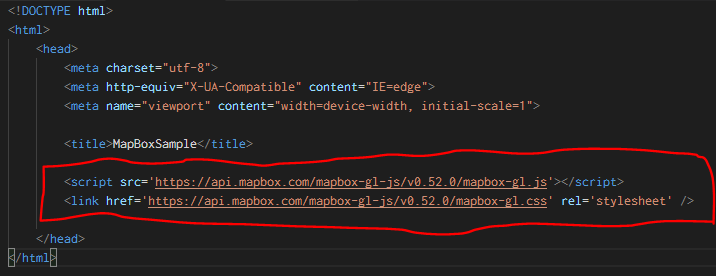 <!DOCTYPE html>
<html>
<head>
<meta charset="utf-8">
<meta http-equiv="X-UA-Compatible" content="IE=edge">
<meta name="viewport" content="width=device-width, initial-scale=1">
<title>MapBoxSample</title>
<script src='https://api.mapbox.com/mapbox-gl-js/v0.52.0/mapbox-gl.js'></script>
<link href='https://api.mapbox.com/mapbox-gl-js/v0.52.0/mapbox-gl.css' rel='stylesheet' />
</head>
</html>